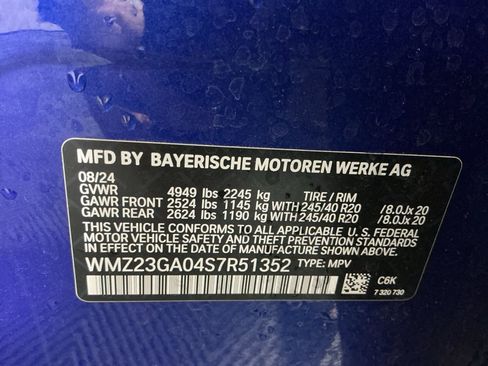 MFD BY BAYERISCHE MOTOREN WERKE AG
08/24
GVWR 4949 lbs 2245 kg TIRE / RIM
GAWR FRONT 2524 lbs 1145 kg WITH 245/40 R20 / 8.0Jx 20
GAWR REAR 2624 lbs 1190 kg WITH 245/40 R20 / 8.0Jx 20
THIS VEHICLE CONFORMS TO ALL APPLICABLE U. S. FEDERAL
MOTOR VEHICLE SAFETY AND THEFT PREVENTION STANDARDS
IN EFFECT ON THE DATE OF MANUFACTURE SHOWN ABOVE.
WMZ23GA04S7R51352 TYPE: MPV
C6K
7 320 730